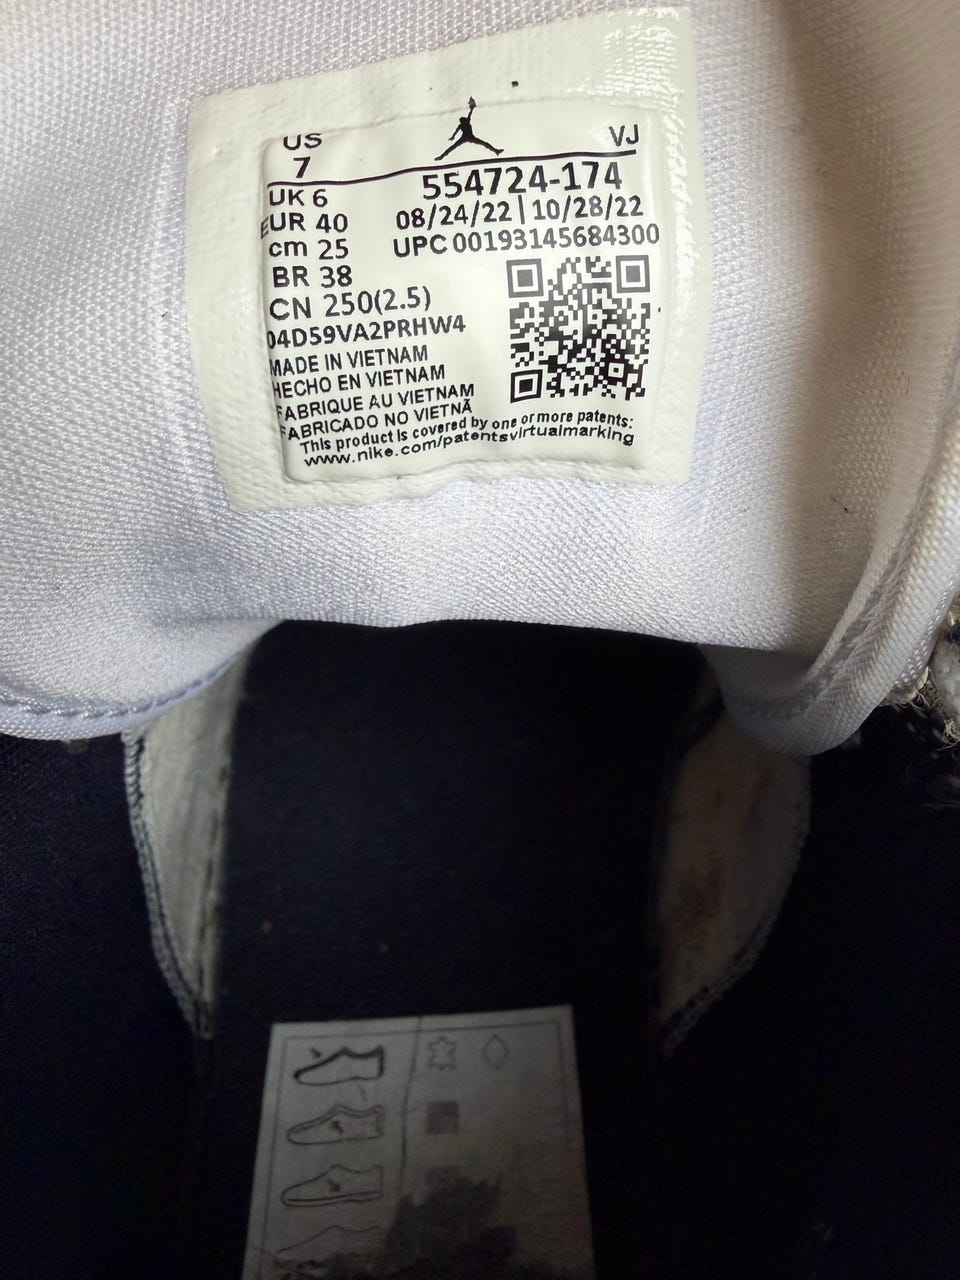 US
7
VJ
UK 6
554724-174
EUR 40
08/24/22 | 10/28/22
cm 25
UPC 00193145684300
BR 38
CN 250(2.5)
04D59VA2PRHW4
MADE IN VIETNAM
HECHO EN VIETNAM
FABRIQUE AU VIETNAM
FABRICADO NO VIETNÃ
This product is covered by one or more patents:
www.nike.com/patentsvirtualmarking